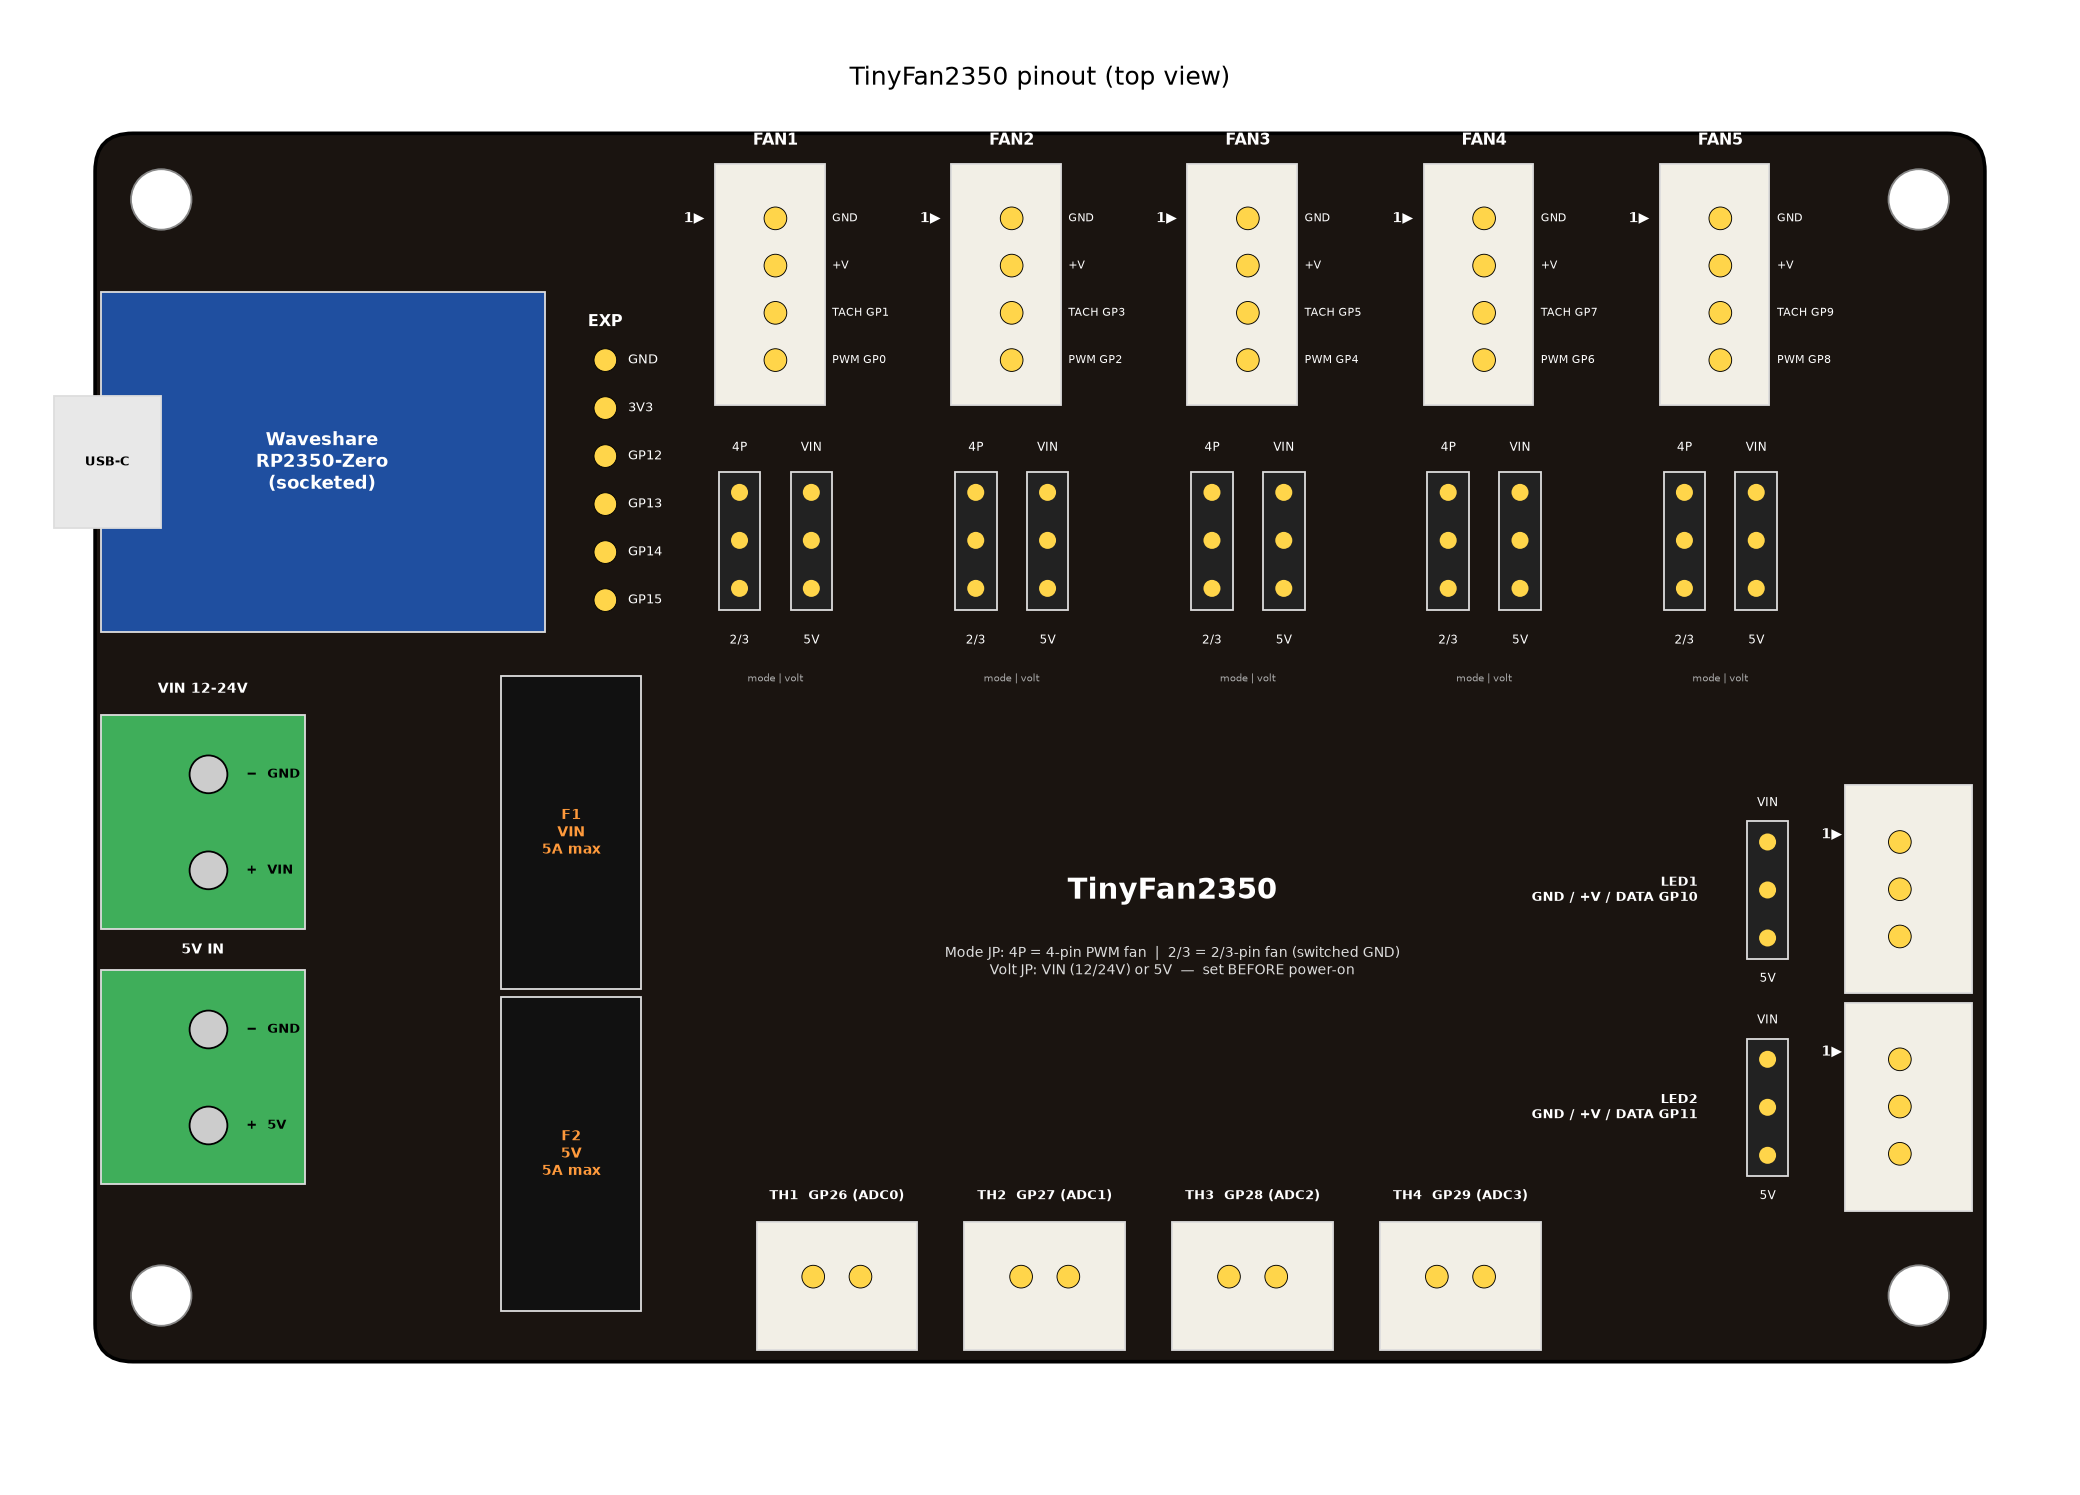 TinyFan2350 pinout (top view)
FAN1
FAN2
FAN3
FAN4
FAN5
1▶
GND
+V
TACH GP1
PWM GP0
1▶
GND
+V
TACH GP3
PWM GP2
1▶
GND
+V
TACH GP5
PWM GP4
1▶
GND
+V
TACH GP7
PWM GP6
1▶
GND
+V
TACH GP9
PWM GP8
USB-C
Waveshare
RP2350-Zero
(socketed)
EXP
GND
3V3
GP12
GP13
GP14
GP15
4P
VIN
2/3
5V
mode | volt
4P
VIN
2/3
5V
mode | volt
4P
VIN
2/3
5V
mode | volt
4P
VIN
2/3
5V
mode | volt
4P
VIN
2/3
5V
mode | volt
VIN 12-24V
− GND
+ VIN
5V IN
− GND
+ 5V
F1
VIN
5A max
F2
5V
5A max
TinyFan2350
Mode JP: 4P = 4-pin PWM fan | 2/3 = 2/3-pin fan (switched GND)
Volt JP: VIN (12/24V) or 5V — set BEFORE power-on
LED1
GND / +V / DATA GP10
VIN
5V
1▶
LED2
GND / +V / DATA GP11
VIN
5V
1▶
TH1 GP26 (ADC0)
TH2 GP27 (ADC1)
TH3 GP28 (ADC2)
TH4 GP29 (ADC3)